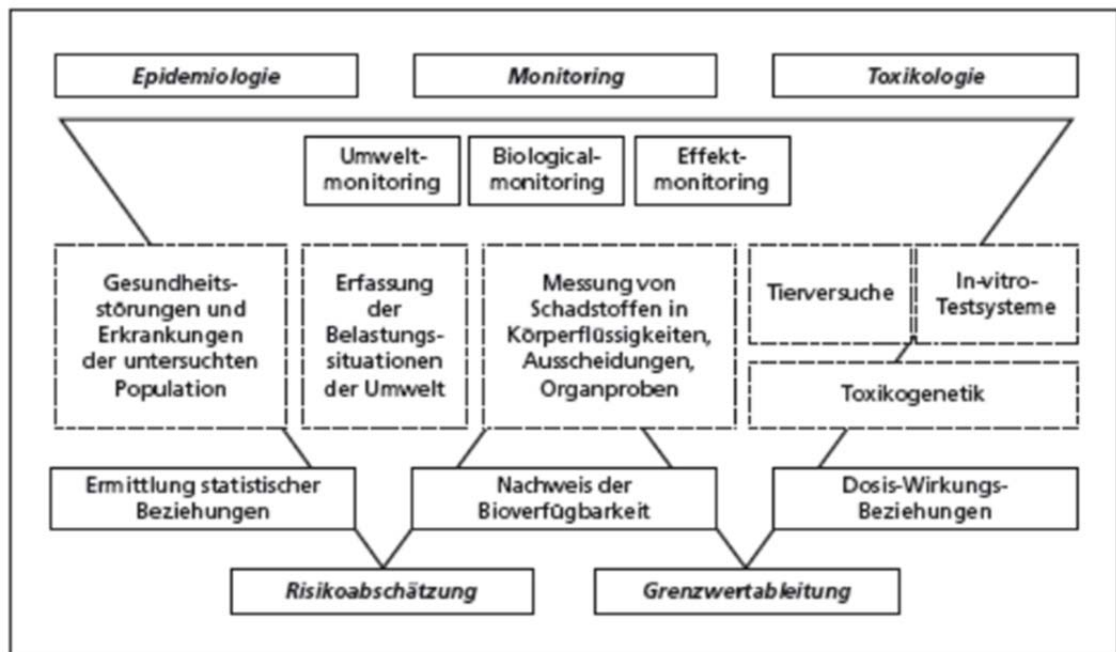 Epidemiologie
Monitoring
Toxikologie
Umwelt-
monitoring
Biological-
monitoring
Effekt-
monitoring
Gesundheits-
störungen und
Erkrankungen
der untersuchten
Population
Erfassung
der
Belastungs-
situationen
der Umwelt
Messung von
Schadstoffen in
Körperflüssigkeiten,
Ausscheidungen,
Organproben
Tierversuche
In-vitro-
Testsysteme
Toxikogenetik
Ermittlung statistischer
Beziehungen
Nachweis der
Bioverfügbarkeit
Dosis-Wirkungs-
Beziehungen
Risikoabschätzung
Grenzwertableitung